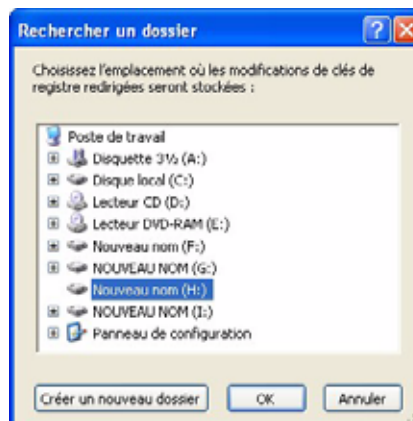 Rechercher un dossier
Choisissez l'emplacement où les modifications de clés de
registre redirigées seront stockées :
Poste de travail
Disquette 3½ (A:)
Disque local (C:)
Lecteur CD (D:)
Lecteur DVD-RAM (E:)
Nouveau nom (F:)
NOUVEAU NOM (G:)
Nouveau nom (H:)
NOUVEAU NOM (I:)
Panneau de configuration
Créer un nouveau dossier OK Annuler